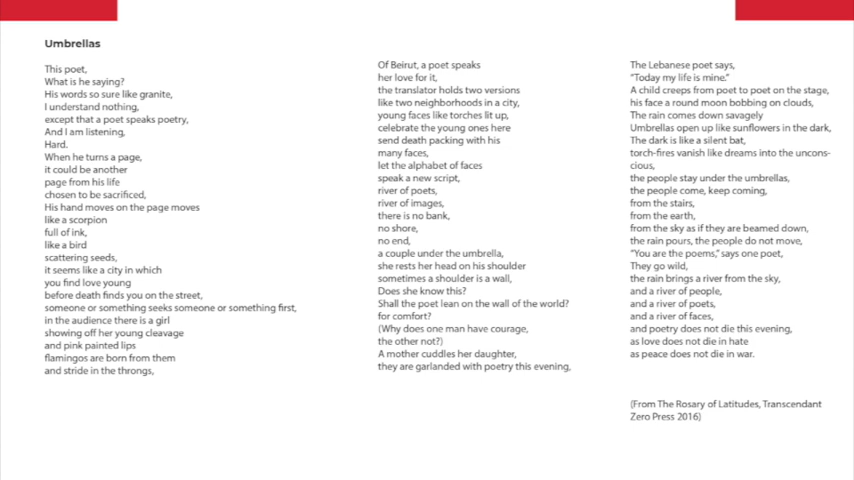 Umbrellas
This poet,
What is he saying?
His words so sure like granite,
I understand nothing,
except that a poet speaks poetry,
And I am listening,
Hard.
When he turns a page,
it could be another
page from his life
chosen to be sacrificed,
His hand moves on the page moves
like a scorpion
full of ink,
like a bird
scattering seeds,
it seems like a city in which
you find love young
before death finds you on the street,
someone or something seeks someone or something first,
in the audience there is a girl
showing off her young cleavage
and pink painted lips
flamingos are born from them
and stride in the throngs,
Of Beirut, a poet speaks
her love for it,
the translator holds two versions
like two neighborhoods in a city,
young faces like torches lit up,
celebrate the young ones here
send death packing with his
many faces,
let the alphabet of faces
speak a new script,
river of poets,
river of images,
there is no bank,
no shore,
no end,
a couple under the umbrella,
she rests her head on his shoulder
sometimes a shoulder is a wall,
Does she know this?
Shall the poet lean on the wall of the world?
for comfort?
(Why does one man have courage,
the other not?)
A mother cuddles her daughter,
they are garlanded with poetry this evening,
The Lebanese poet says,
“Today my life is mine.”
A child creeps from poet to poet on the stage,
his face a round moon bobbing on clouds,
The rain comes down savagely
Umbrellas open up like sunflowers in the dark,
The dark is like a silent bat,
torch-fires vanish like dreams into the uncons-
cious,
the people stay under the umbrellas,
the people come, keep coming,
from the stairs,
from the earth,
from the sky as if they are beamed down,
the rain pours, the people do not move,
“You are the poems,” says one poet,
They go wild,
the rain brings a river from the sky,
and a river of people,
and a river of poets,
and a river of faces,
and poetry does not die this evening,
as love does not die in hate
as peace does not die in war.
(From The Rosary of Latitudes, Transcendant
Zero Press 2016)